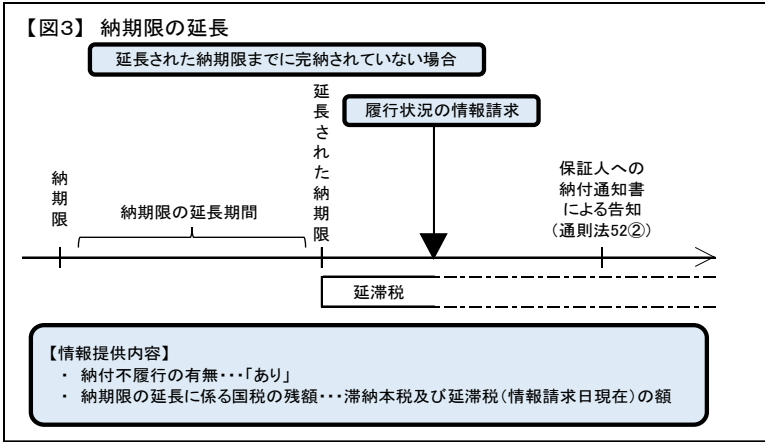 【図3】 納期限の延長
延長された納期限までに完納されていない場合
延長された納期限
履行状況の情報請求
納期限
納期限の延長期間
保証人への
納付通知書
による告知
(通則法52②)
延滞税
【情報提供内容】
・ 納付不履行の有無・・・「あり」
・ 納期限の延長に係る国税の残額・・・滞納本税及び延滞税(情報請求日現在)の額